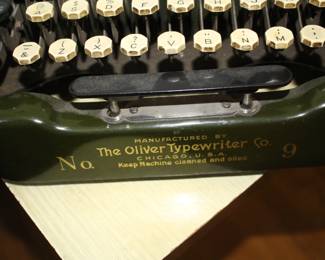 Z X C V B N M
MANUFACTURED BY
The Oliver Typewriter Co.
CHICAGO, U.S.A.
No. 9
Keep Machine cleaned and oiled